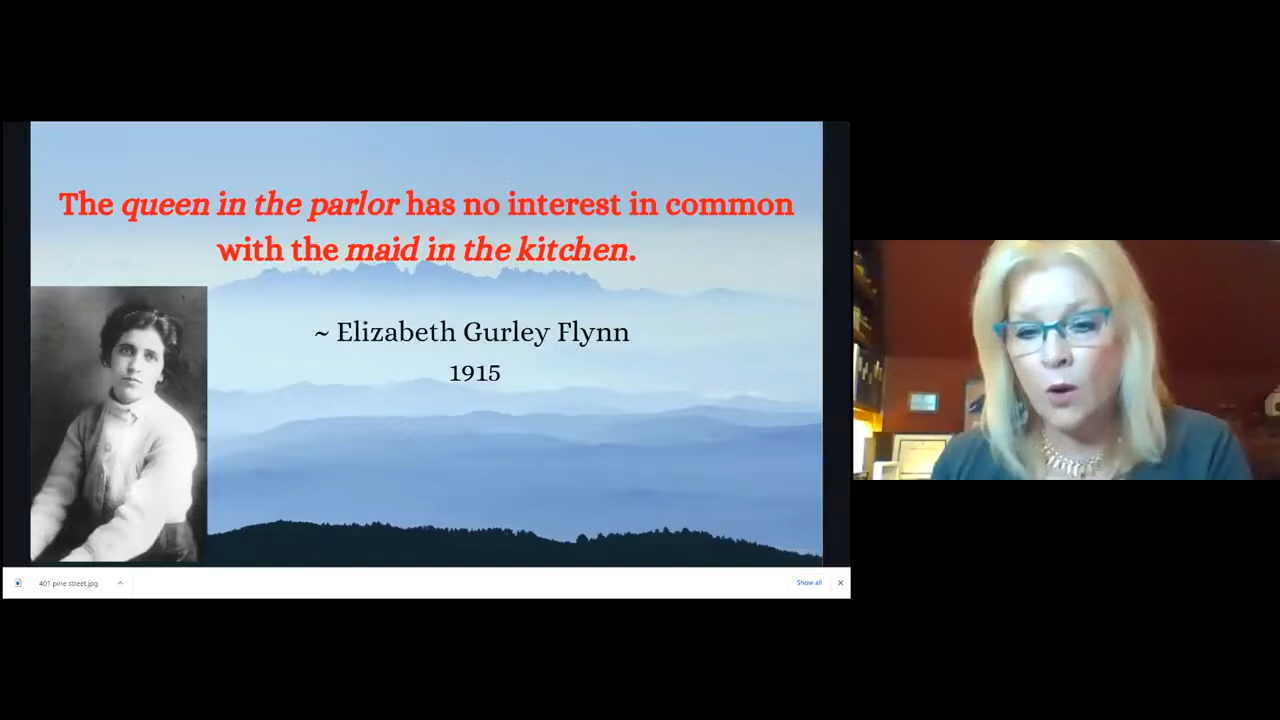 The queen in the parlor has no interest in common
with the maid in the kitchen.
~ Elizabeth Gurley Flynn
1915
401 pine street.jpg
Show all